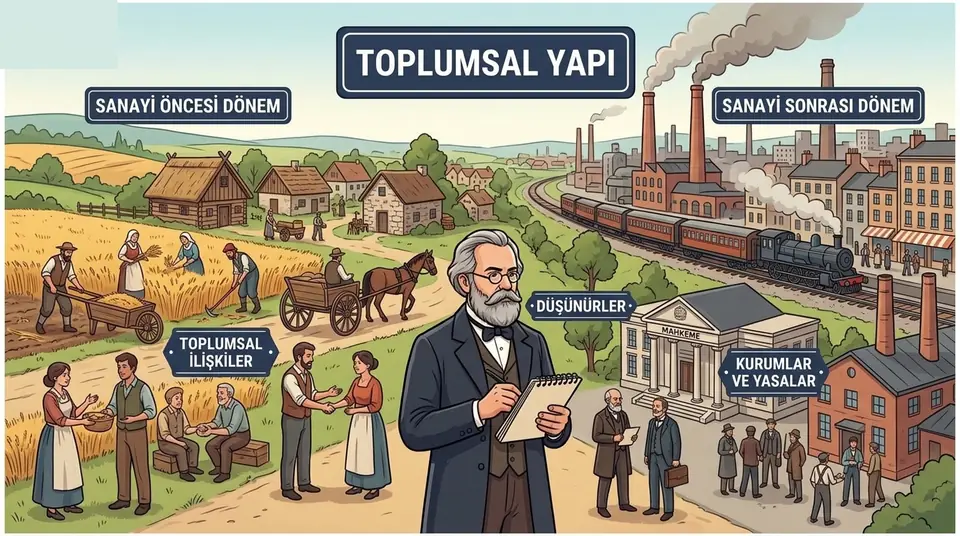 TOPLUMSAL YAPI
SANAYİ ÖNCESİ DÖNEM
SANAYİ SONRASI DÖNEM
DÜŞÜNÜRLER
MAHKEME
TOPLUMSAL
İLİŞKİLER
KURUMLAR
VE YASALAR